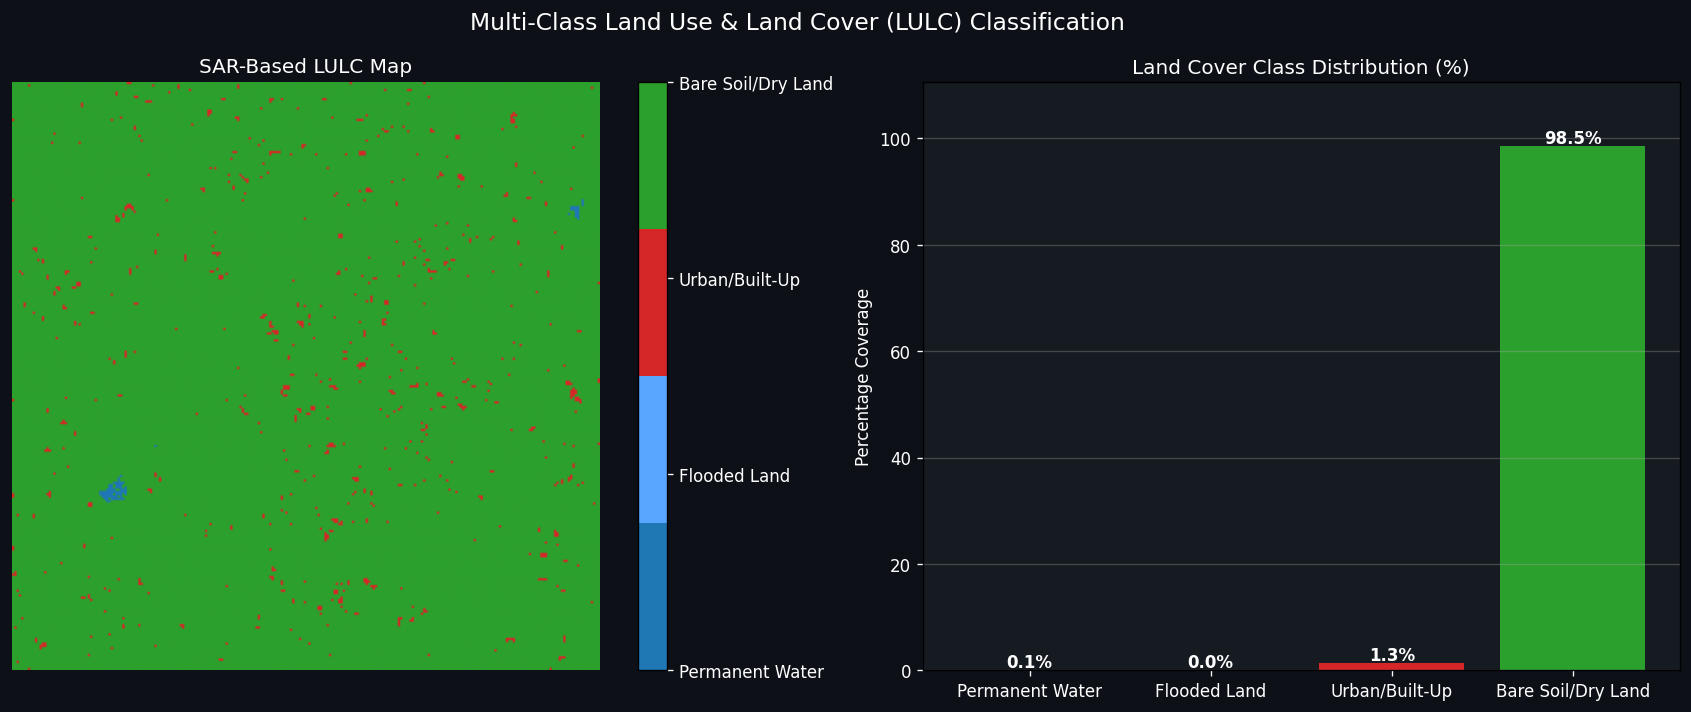 Multi-Class Land Use & Land Cover (LULC) Classification
SAR-Based LULC Map
Bare Soil/Dry Land
Urban/Built-Up
Flooded Land
Permanent Water
Land Cover Class Distribution (%)
Percentage Coverage
100
80
60
40
20
0
0.1%
0.0%
1.3%
98.5%
Permanent Water
Flooded Land
Urban/Built-Up
Bare Soil/Dry Land